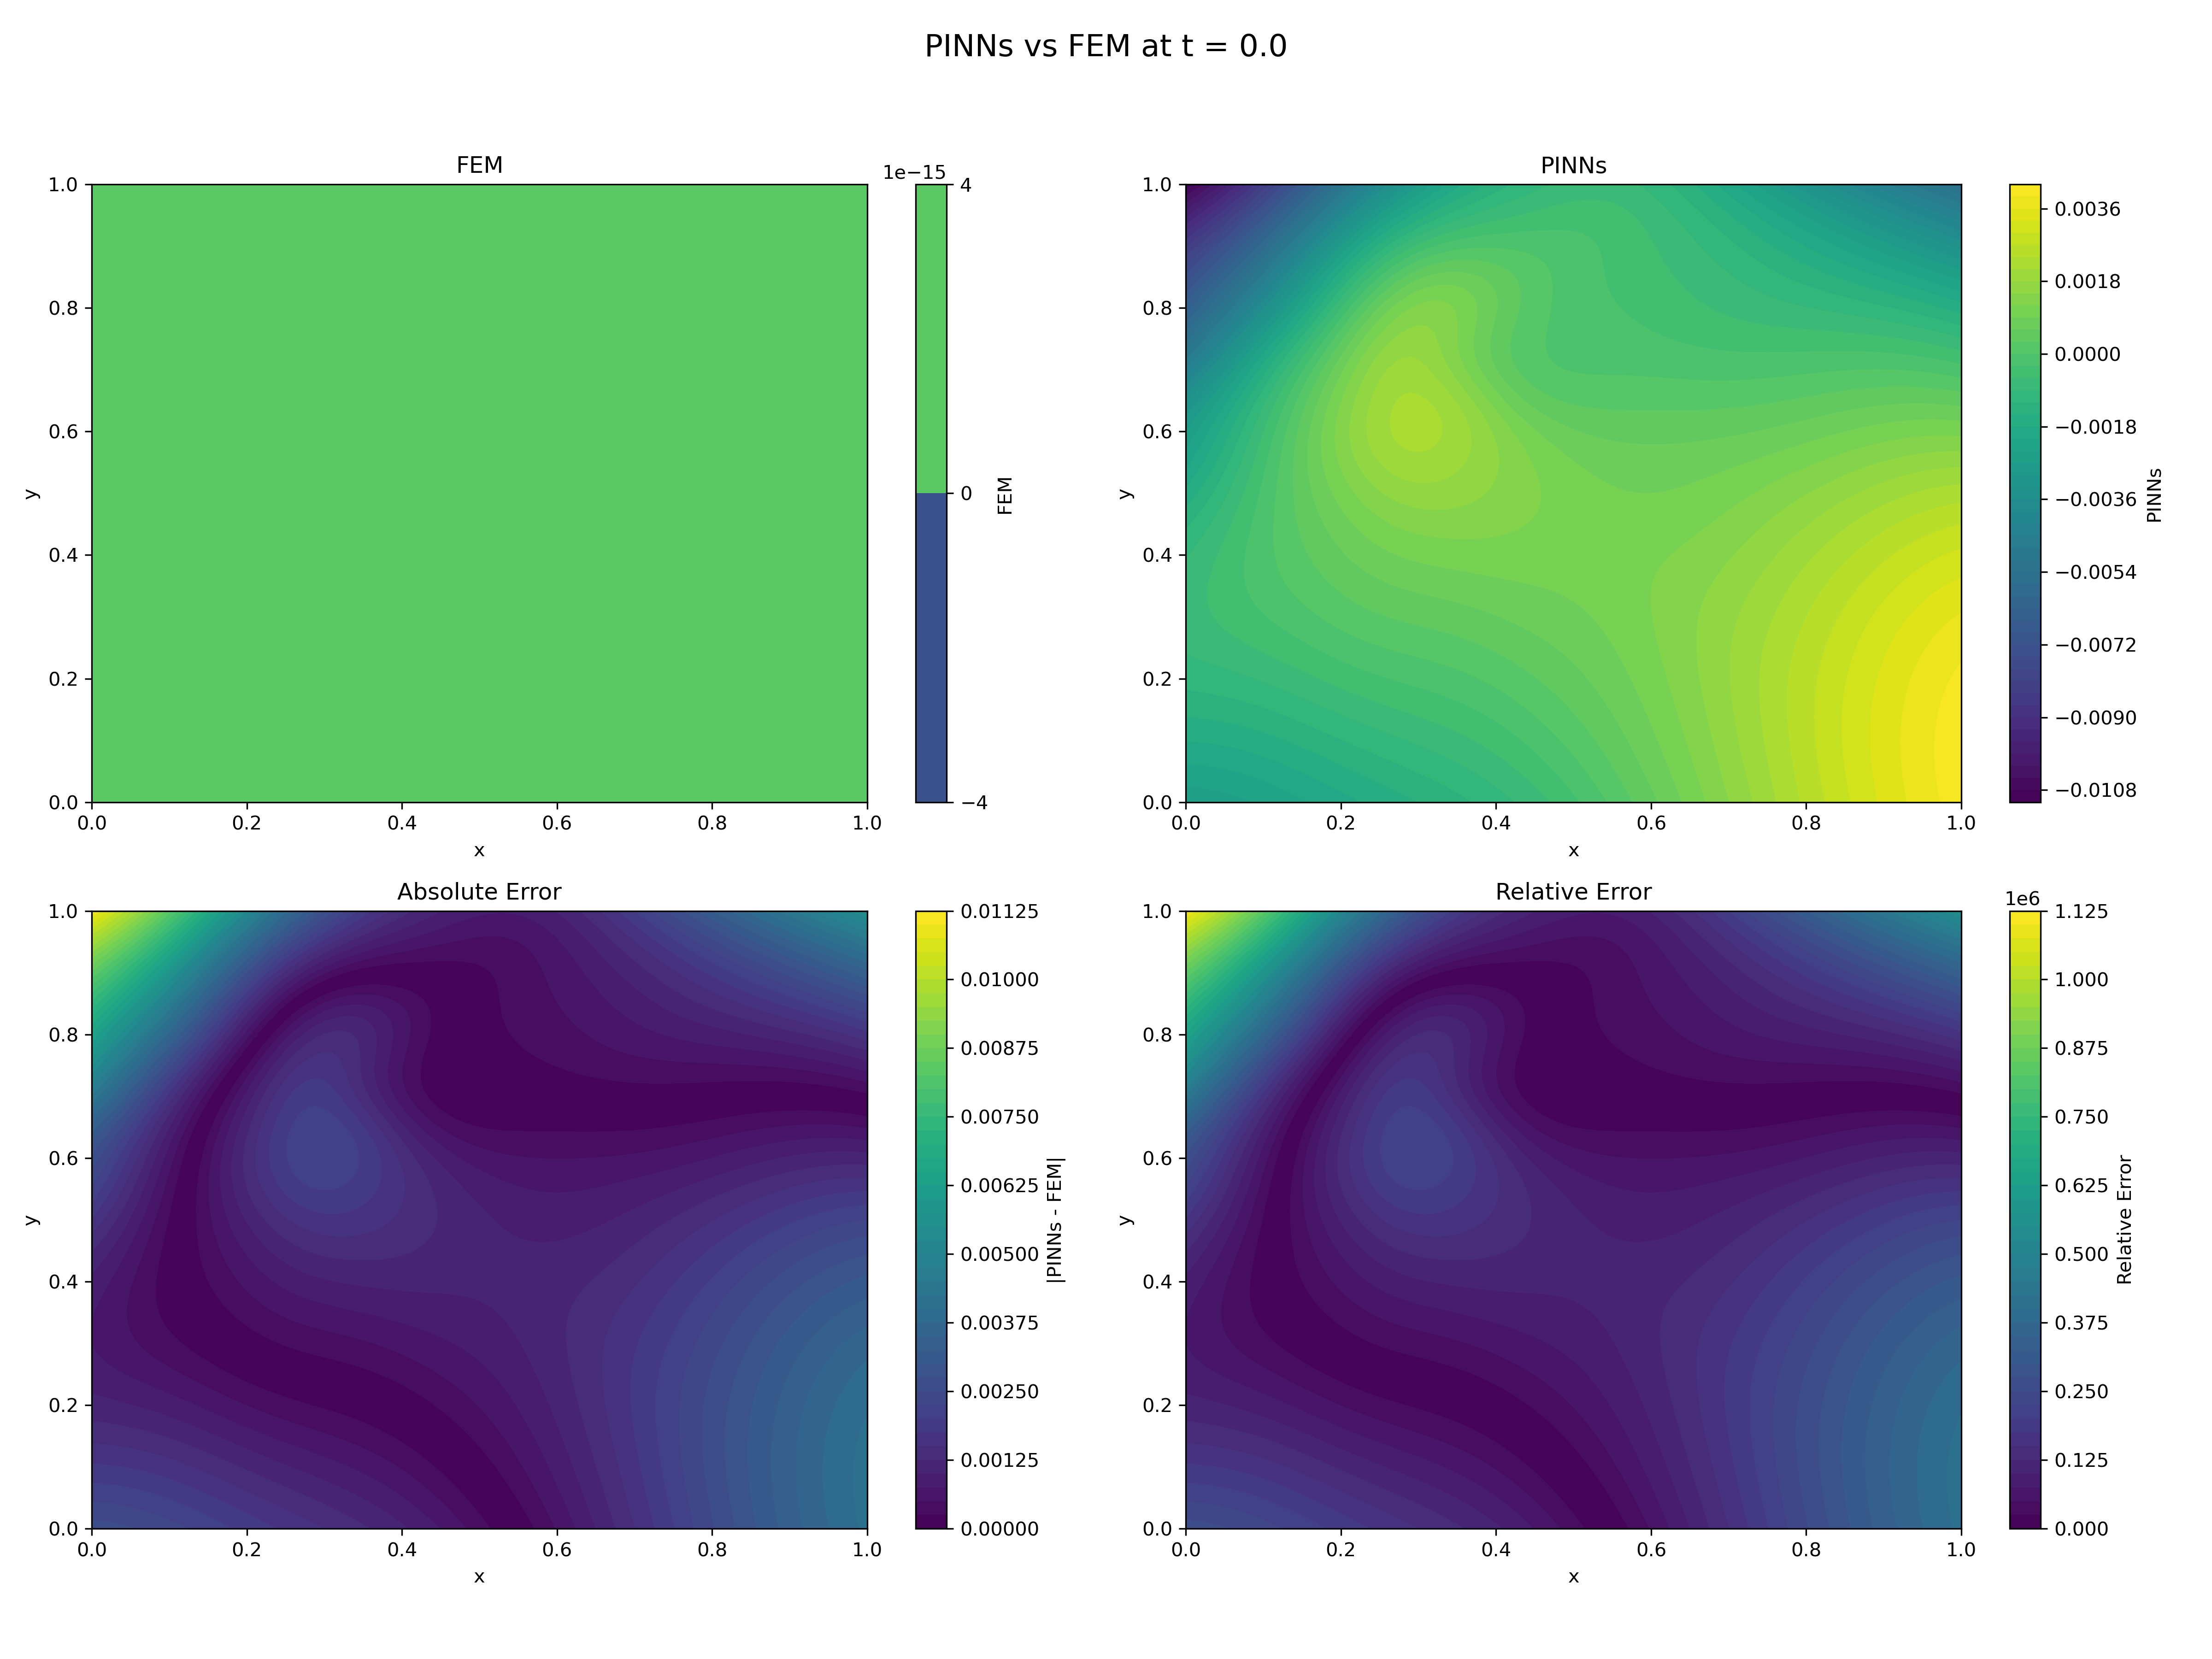 PINNs vs FEM at t = 0.0
FEM
1e−15
1.0
0.8
0.6
0.4
0.2
0.0
y
0.0 0.2 0.4 0.6 0.8 1.0
x
4
0
−4
FEM
PINNs
1.0
0.8
0.6
0.4
0.2
0.0
y
0.0 0.2 0.4 0.6 0.8 1.0
x
0.0036
0.0018
0.0000
−0.0018
−0.0036
−0.0054
−0.0072
−0.0090
−0.0108
PINNs
Absolute Error
1.0
0.8
0.6
0.4
0.2
0.0
y
0.0 0.2 0.4 0.6 0.8 1.0
x
0.01125
0.01000
0.00875
0.00750
0.00625
0.00500
0.00375
0.00250
0.00125
0.00000
|PINNs - FEM|
Relative Error
1e6
1.0
0.8
0.6
0.4
0.2
0.0
y
0.0 0.2 0.4 0.6 0.8 1.0
x
1.125
1.000
0.875
0.750
0.625
0.500
0.375
0.250
0.125
0.000
Relative Error